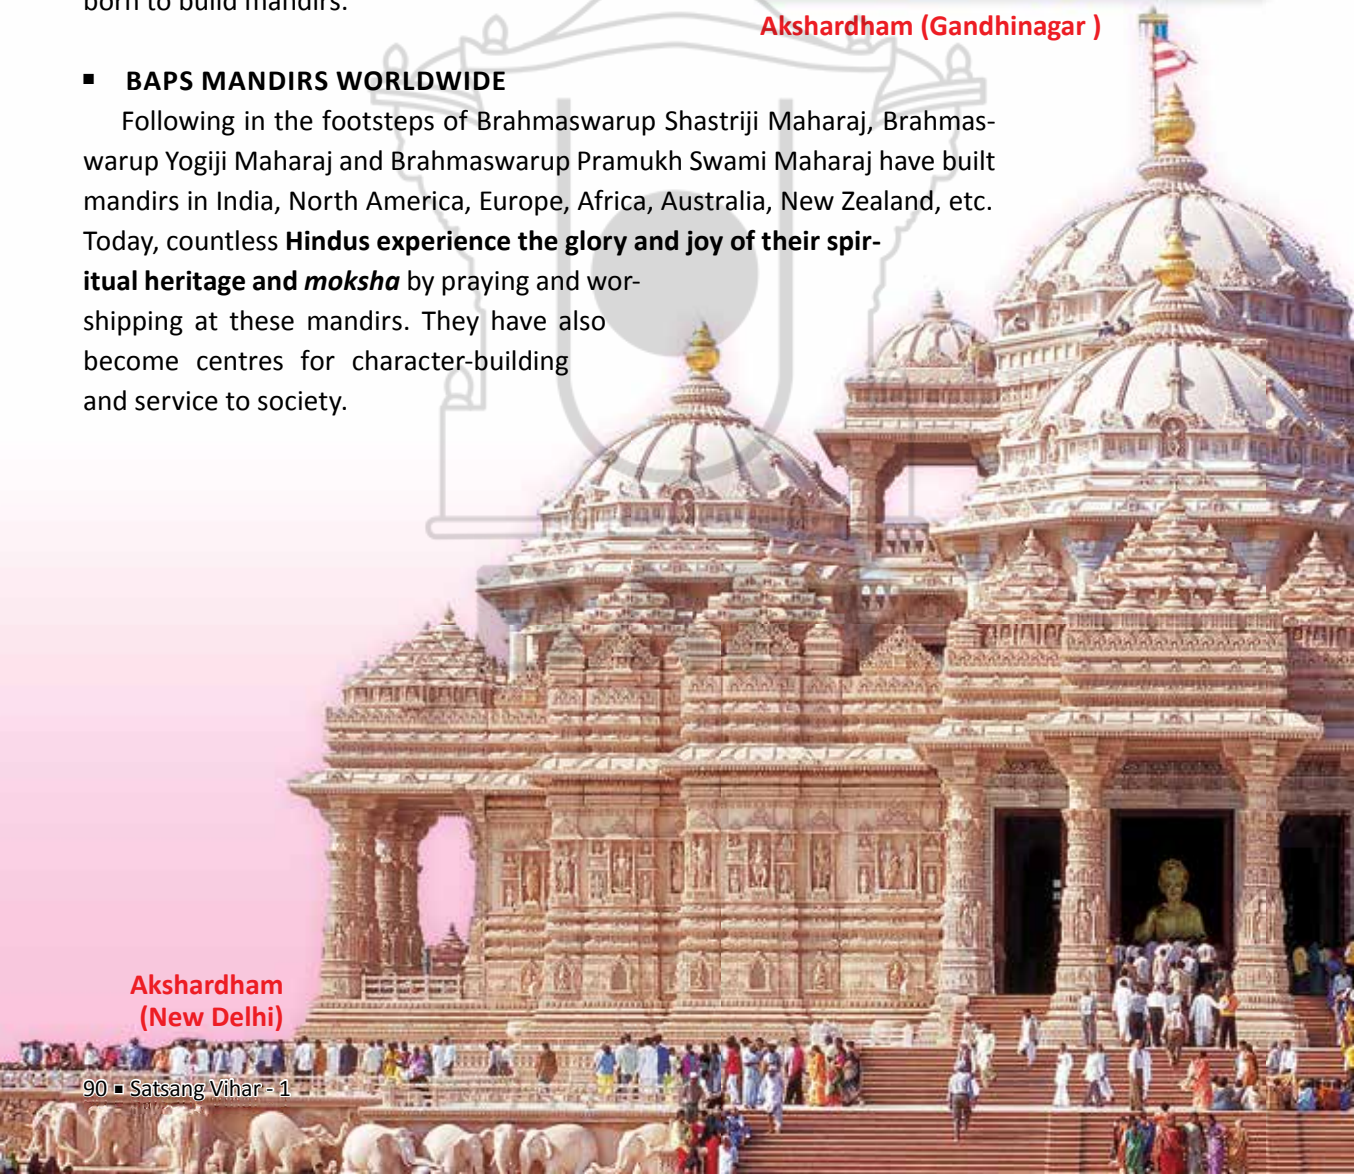 born to build mandirs.
Akshardham (Gandhinagar )
▪ BAPS MANDIRS WORLDWIDE
Following in the footsteps of Brahmaswarup Shastriji Maharaj, Brahmas-
warup Yogiji Maharaj and Brahmaswarup Pramukh Swami Maharaj have built
mandirs in India, North America, Europe, Africa, Australia, New Zealand, etc.
Today, countless Hindus experience the glory and joy of their spir-
itual heritage and moksha by praying and wor-
shipping at these mandirs. They have also
become centres for character-building
and service to society.
Akshardham
(New Delhi)
90 ▪ Satsang Vihar - 1